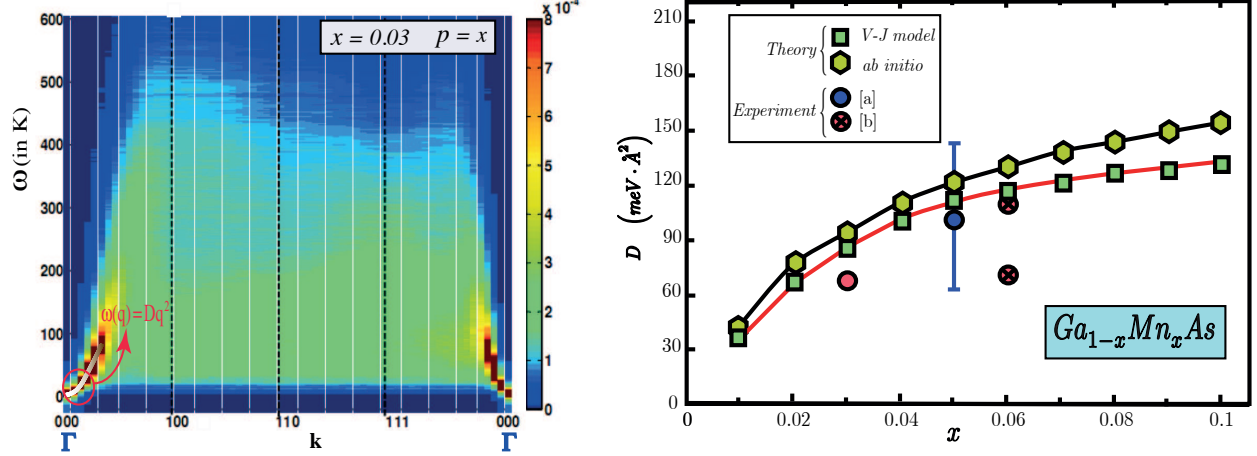 600
500
400
300
200
100
0
ω (in K)
x = 0.03 p = x
ω(q)=Dq²
000 100 110 111 000
Γ k Γ
8 x 10⁻⁴
7
6
5
4
3
2
1
0
210
180
150
120
90
60
30
0
D (meV · Å²)
Theory
V-J model
ab initio
Experiment
[a]
[b]
Ga₁₋ₓMnₓAs
0 0.02 0.04 0.06 0.08 0.1
x